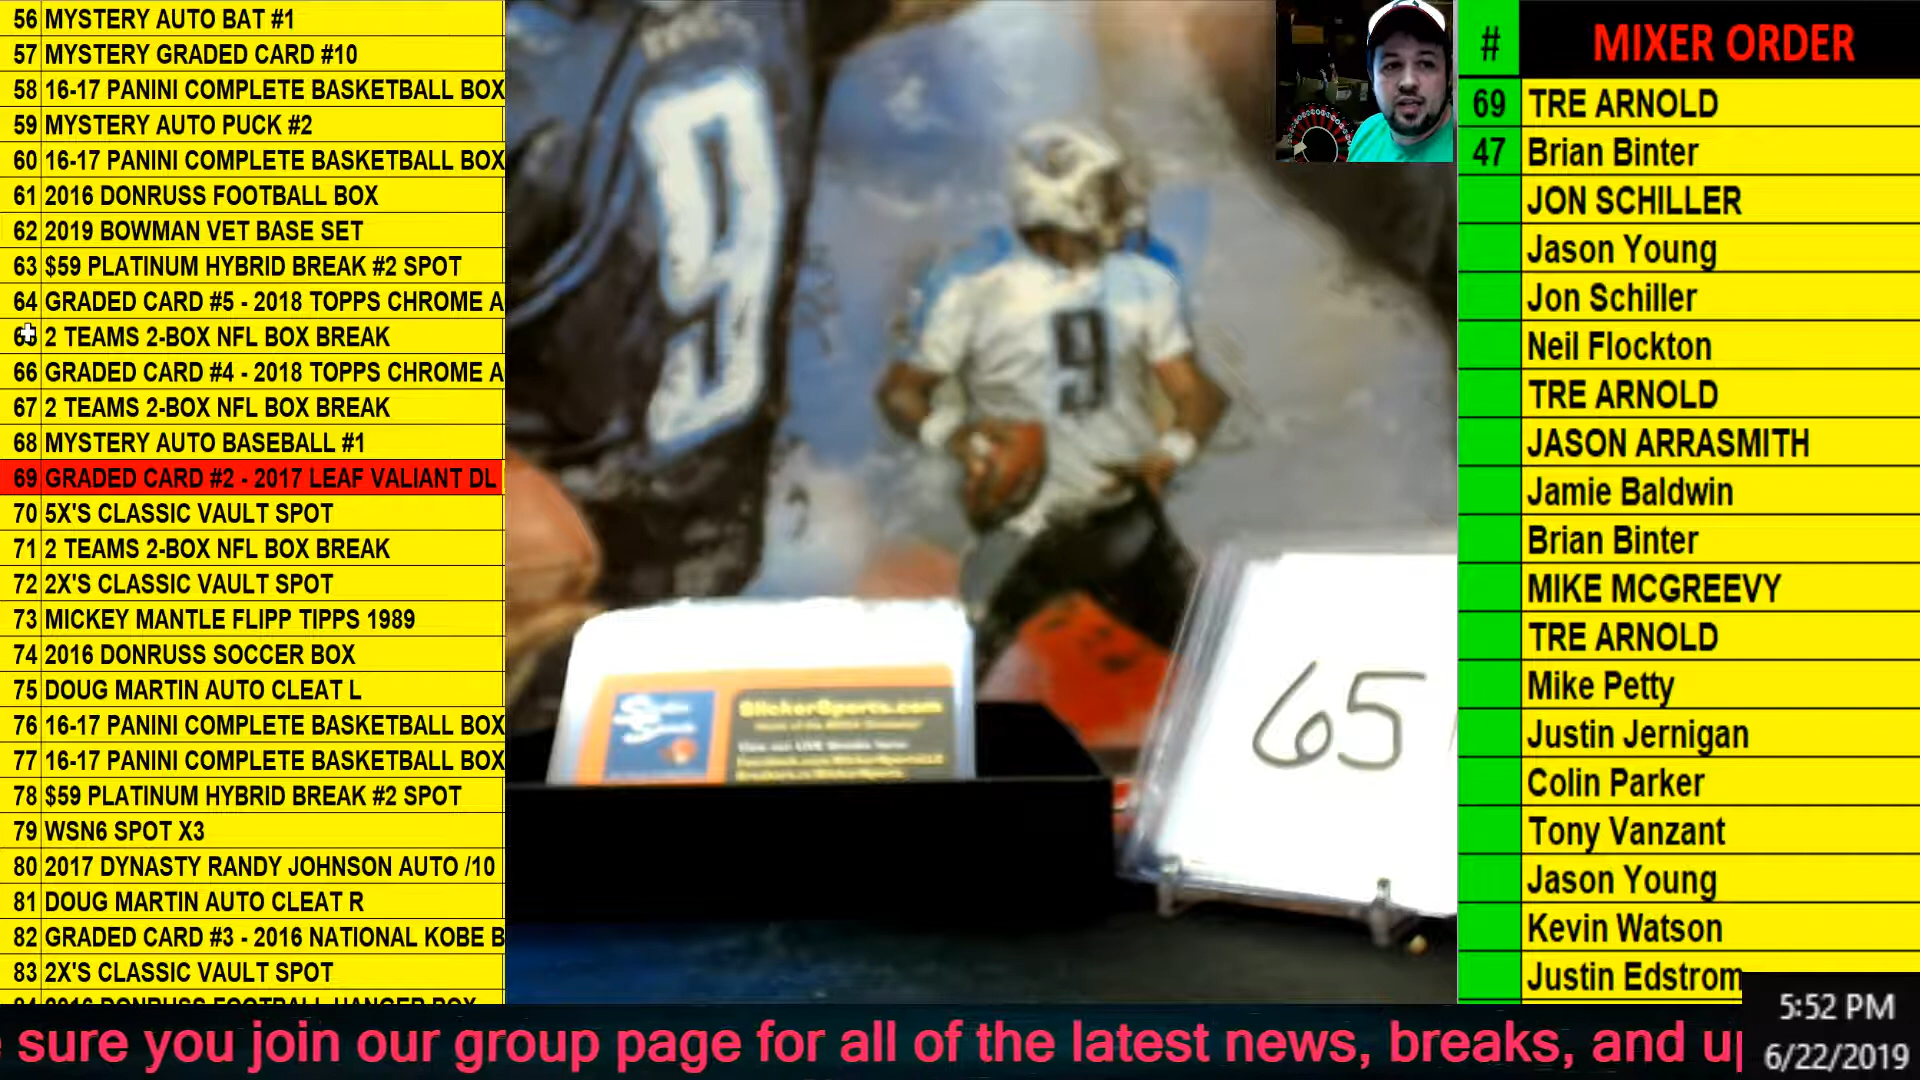 56 MYSTERY AUTO BAT #1
57 MYSTERY GRADED CARD #10
58 16-17 PANINI COMPLETE BASKETBALL BOX
59 MYSTERY AUTO PUCK #2
60 16-17 PANINI COMPLETE BASKETBALL BOX
61 2016 DONRUSS FOOTBALL BOX
62 2019 BOWMAN VET BASE SET
63 $59 PLATINUM HYBRID BREAK #2 SPOT
64 GRADED CARD #5 - 2018 TOPPS CHROME A
2 TEAMS 2-BOX NFL BOX BREAK
66 GRADED CARD #4 - 2018 TOPPS CHROME A
67 2 TEAMS 2-BOX NFL BOX BREAK
68 MYSTERY AUTO BASEBALL #1
69 GRADED CARD #2 - 2017 LEAF VALIANT DL
70 5X'S CLASSIC VAULT SPOT
71 2 TEAMS 2-BOX NFL BOX BREAK
72 2X'S CLASSIC VAULT SPOT
73 MICKEY MANTLE FLIPP TIPPS 1989
74 2016 DONRUSS SOCCER BOX
75 DOUG MARTIN AUTO CLEAT L
76 16-17 PANINI COMPLETE BASKETBALL BOX
77 16-17 PANINI COMPLETE BASKETBALL BOX
78 $59 PLATINUM HYBRID BREAK #2 SPOT
79 WSN6 SPOT X3
80 2017 DYNASTY RANDY JOHNSON AUTO /10
81 DOUG MARTIN AUTO CLEAT R
82 GRADED CARD #3 - 2016 NATIONAL KOBE B
83 2X'S CLASSIC VAULT SPOT
84 2016 DONRUSS FOOTBALL HANGER BOX
9
9
SlickerSports.com
65
# MIXER ORDER
69 TRE ARNOLD
47 Brian Binter
JON SCHILLER
Jason Young
Jon Schiller
Neil Flockton
TRE ARNOLD
JASON ARRASMITH
Jamie Baldwin
Brian Binter
MIKE MCGREEVY
TRE ARNOLD
Mike Petty
Justin Jernigan
Colin Parker
Tony Vanzant
Jason Young
Kevin Watson
Justin Edstrom
sure you join our group page for all of the latest news, breaks, and up
5:52 PM
6/22/2019